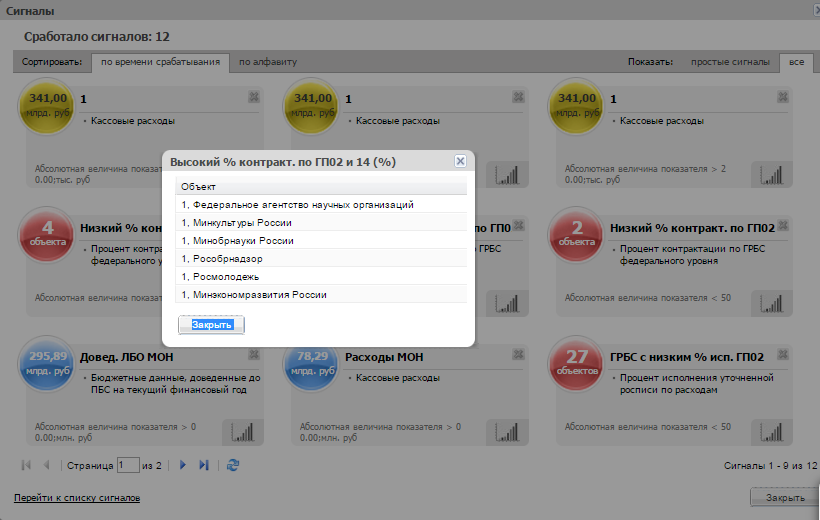 Сигналы
Сработало сигналов: 12
Сортировать: по времени срабатывания по алфавиту Показать: простые сигналы все
341,00 млрд. руб
1
• Кассовые расходы
Абсолютная величина показателя >
0.00;тыс. руб
341,00 млрд. руб
1
• Кассовые расходы
341,00 млрд. руб
1
• Кассовые расходы
Абсолютная величина показателя > 2
0.00;тыс. руб
Высокий % контракт. по ГП02 и 14 (%)
Объект
1, Федеральное агентство научных организаций
1, Минкультуры России
1, Минобрнауки России
1, Рособрнадзор
1, Росмолодежь
1, Минэкономразвития России
Закрыть
4 объекта
Низкий % кон
• Процент контра
федерального у
Абсолютная величина показателя
по ГП0
ГРБС
2 объекта
Низкий % контракт. по ГП02
• Процент контрактации по ГРБС
федерального уровня
Абсолютная величина показателя < 50
295,89 млрд. руб
Довед. ЛБО МОН
• Бюджетные данные, доведенные до
ПБС на текущий финансовый год
Абсолютная величина показателя > 0
0.00;млн. руб
78,29 млрд. руб
Расходы МОН
• Кассовые расходы
Абсолютная величина показателя > 0
0.00;млн. руб
27 объектов
ГРБС с низким % исп. ГП02
• Процент исполнения уточненной
росписи по расходам
Абсолютная величина показателя < 50
Страница 1 из 2
Сигналы 1 - 9 из 12
Перейти к списку сигналов
Закрыть